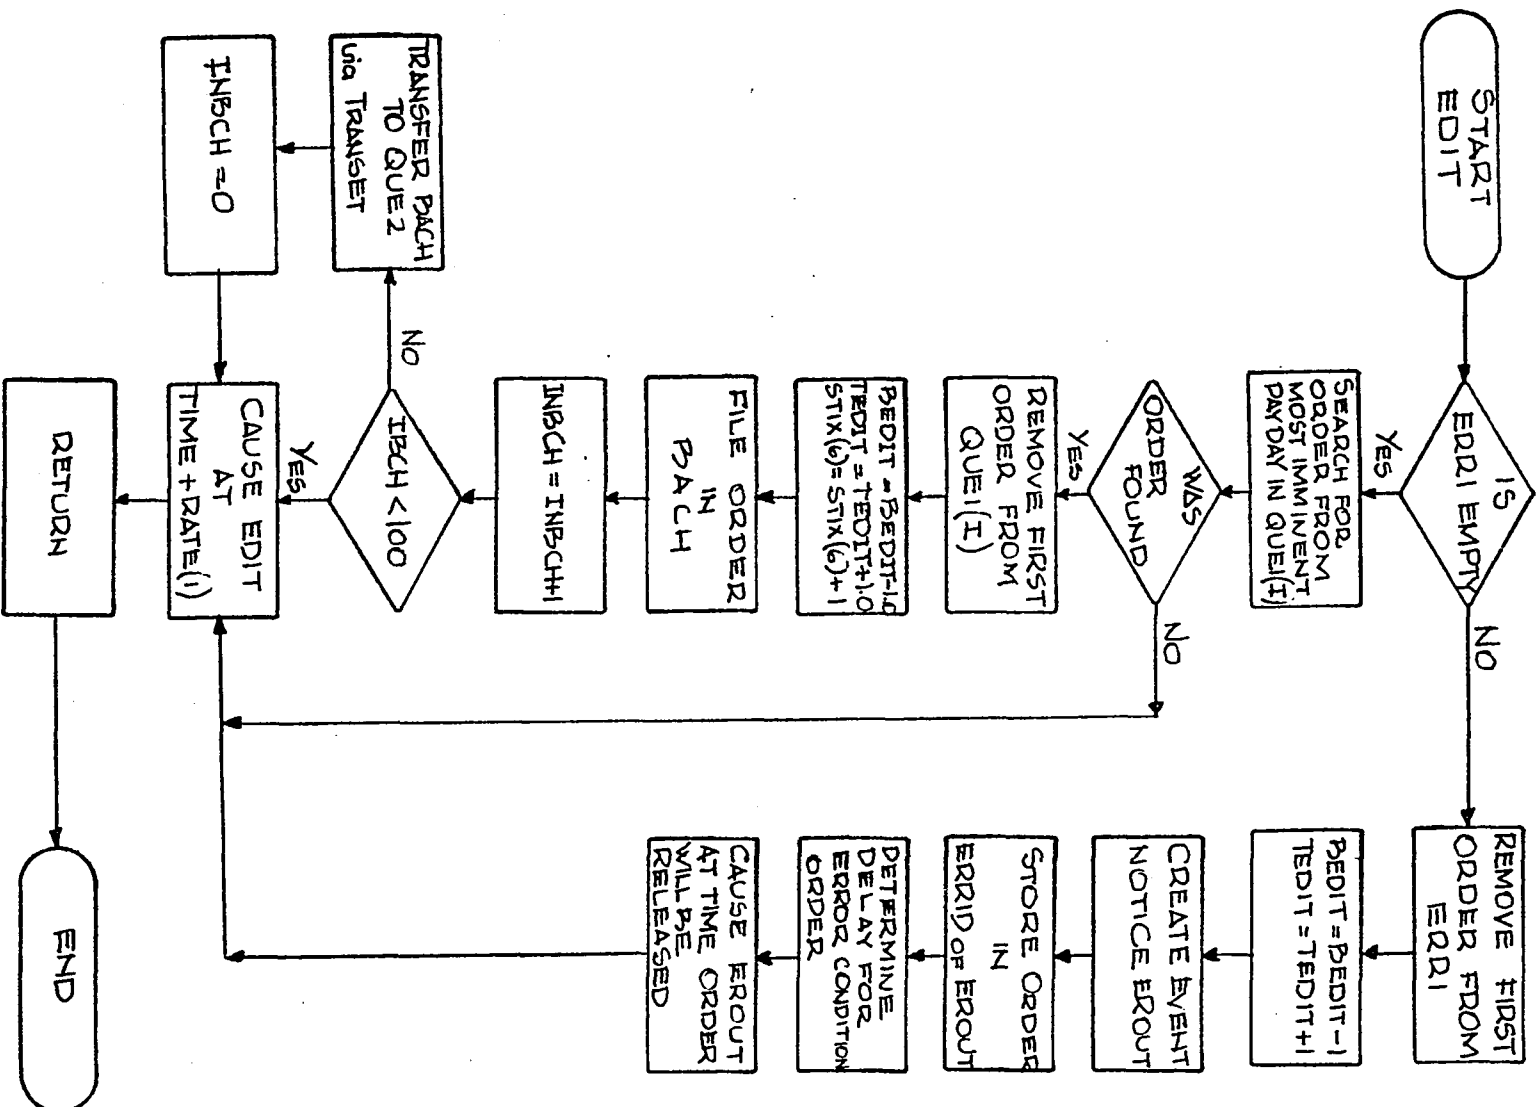 START
EDIT
IS
ERR1 EMPTY
YES
NO
SEARCH FOR
ORDER FROM
MOST IMMINENT
PAYDAY IN QUE1(I)
WAS
ORDER
FOUND
YES
NO
REMOVE FIRST
ORDER FROM
QUE1(I)
BEDIT = BEDIT-1.0
TEDIT = TEDIT+1.0
STIX(6) = STIX(6)+1
FILE ORDER
IN
BACH
INBCH = INBCH+1
IBCH < 100
NO
YES
TRANSFER BACH
TO QUE2
via TRANSET
INBCH = 0
CAUSE EDIT
AT
TIME + RATE(1)
RETURN
END
REMOVE FIRST
ORDER FROM
ERR1
BEDIT = BEDIT-1
TEDIT = TEDIT+1
CREATE EVENT
NOTICE EROUT
STORE ORDER
IN
ERRID OF EROUT
DETERMINE
DELAY FOR
ERROR CONDITION
ORDER
CAUSE EROUT
AT TIME ORDER
WILL BE
RELEASED